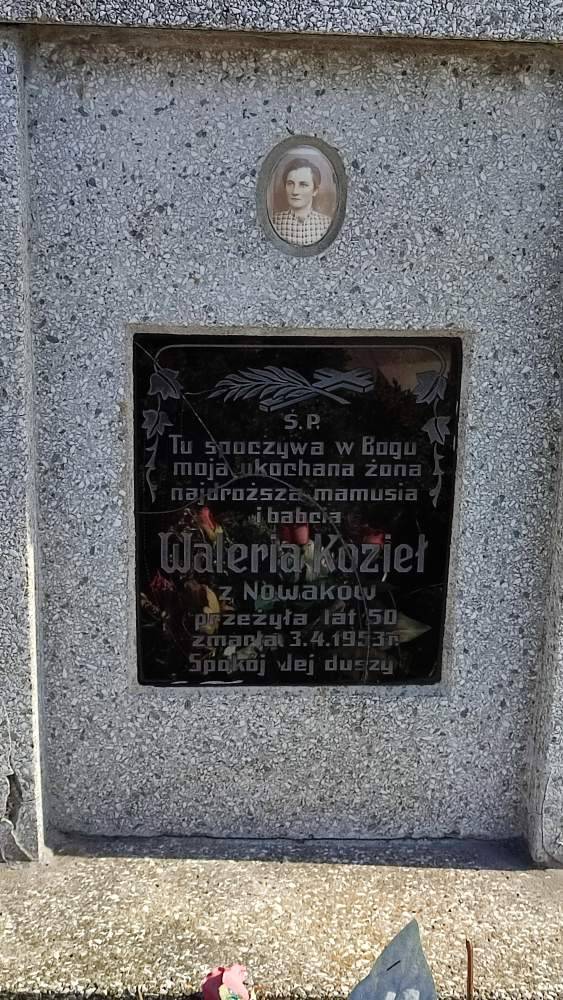 Ś.P.
Tu spoczywa w Bogu
moja ukochana żona
najdroższa mamusia
i babcia
Waleria Kozieł
z Nowaków
przeżyła lat 50
zmarła 3.4.1953r.
Spokój Jej duszy